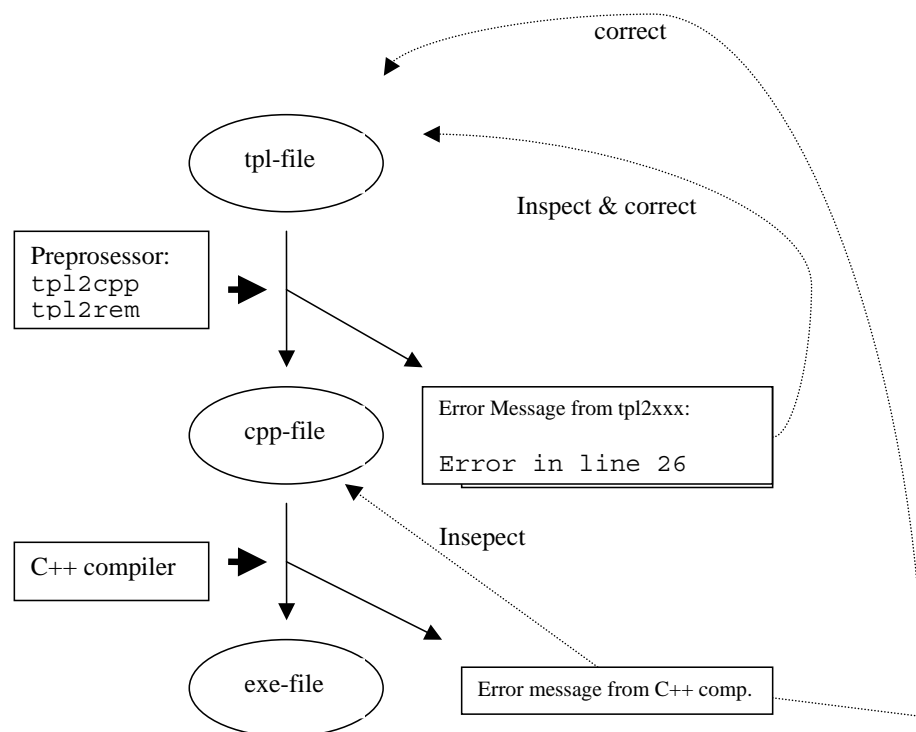 correct
tpl-file
Inspect & correct
Preprosessor:
tpl2cpp
tpl2rem
Error Message from tpl2xxx:
cpp-file
Error in line 26
Insepect
C++ compiler
exe-file
Error message from C++ comp.